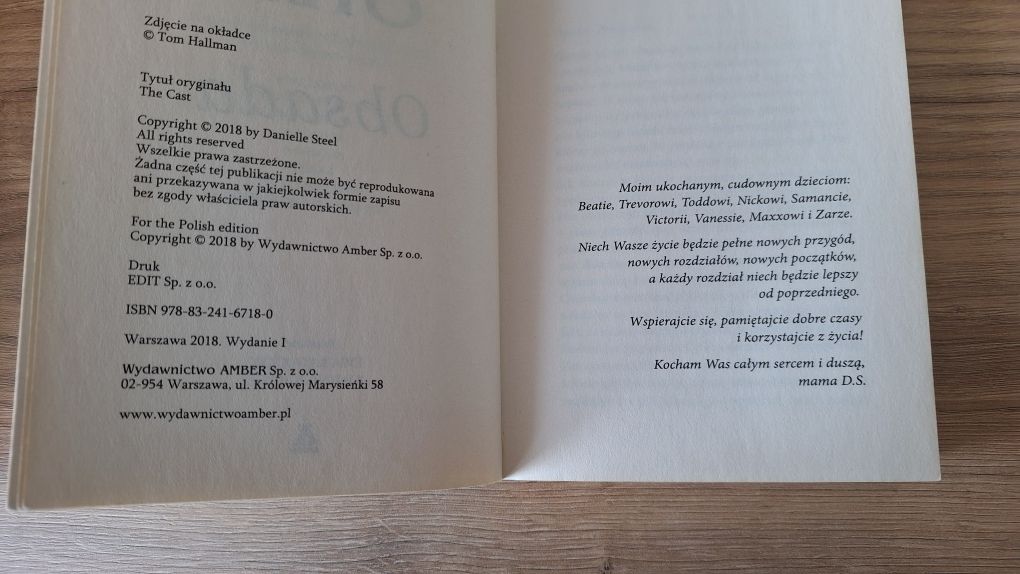 Zdjęcie na okładce
© Tom Hallman
Tytuł oryginału
The Cast
Copyright © 2018 by Danielle Steel
All rights reserved
Wszelkie prawa zastrzeżone.
Żadna część tej publikacji nie może być reprodukowana
ani przekazywana w jakiejkolwiek formie zapisu
bez zgody właściciela praw autorskich.
For the Polish edition
Copyright © 2018 by Wydawnictwo Amber Sp. z o.o.
Druk
EDIT Sp. z o.o.
ISBN 978-83-241-6718-0
Warszawa 2018. Wydanie I
Wydawnictwo AMBER Sp. z o.o.
02-954 Warszawa, ul. Królowej Marysieńki 58
www.wydawnictwoamber.pl
Moim ukochanym, cudownym dzieciom:
Beatie, Trevorowi, Toddowi, Nickowi, Samancie,
Victorii, Vanessie, Maxxowi i Zarze.
Niech Wasze życie będzie pełne nowych przygód,
nowych rozdziałów, nowych początków,
a każdy rozdział niech będzie lepszy
od poprzedniego.
Wspierajcie się, pamiętajcie dobre czasy
i korzystajcie z życia!
Kocham Was całym sercem i duszą,
mama D.S.